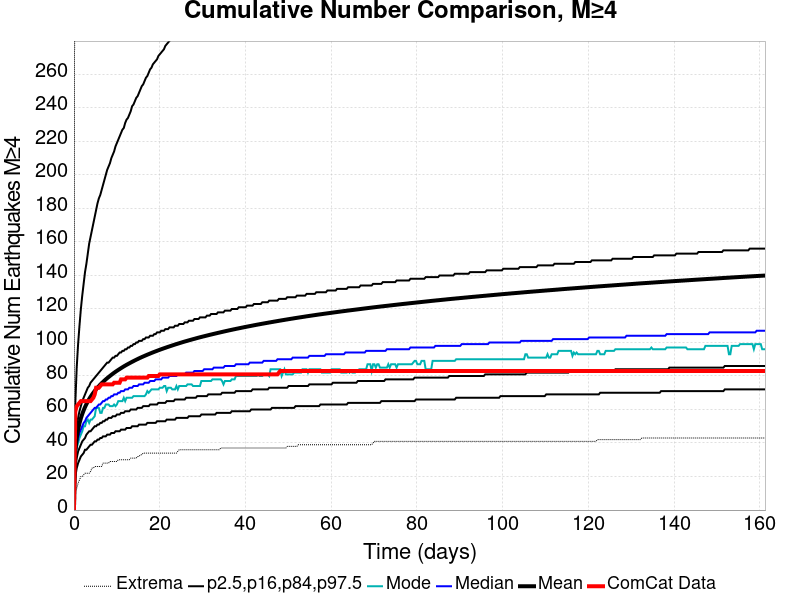 Cumulative Number Comparison, M≥4
Cumulative Num Earthquakes M≥4
260
240
220
200
180
160
140
120
100
80
60
40
20
0
0 20 40 60 80 100 120 140 160
Time (days)
Extrema p2.5,p16,p84,p97.5 Mode Median Mean ComCat Data